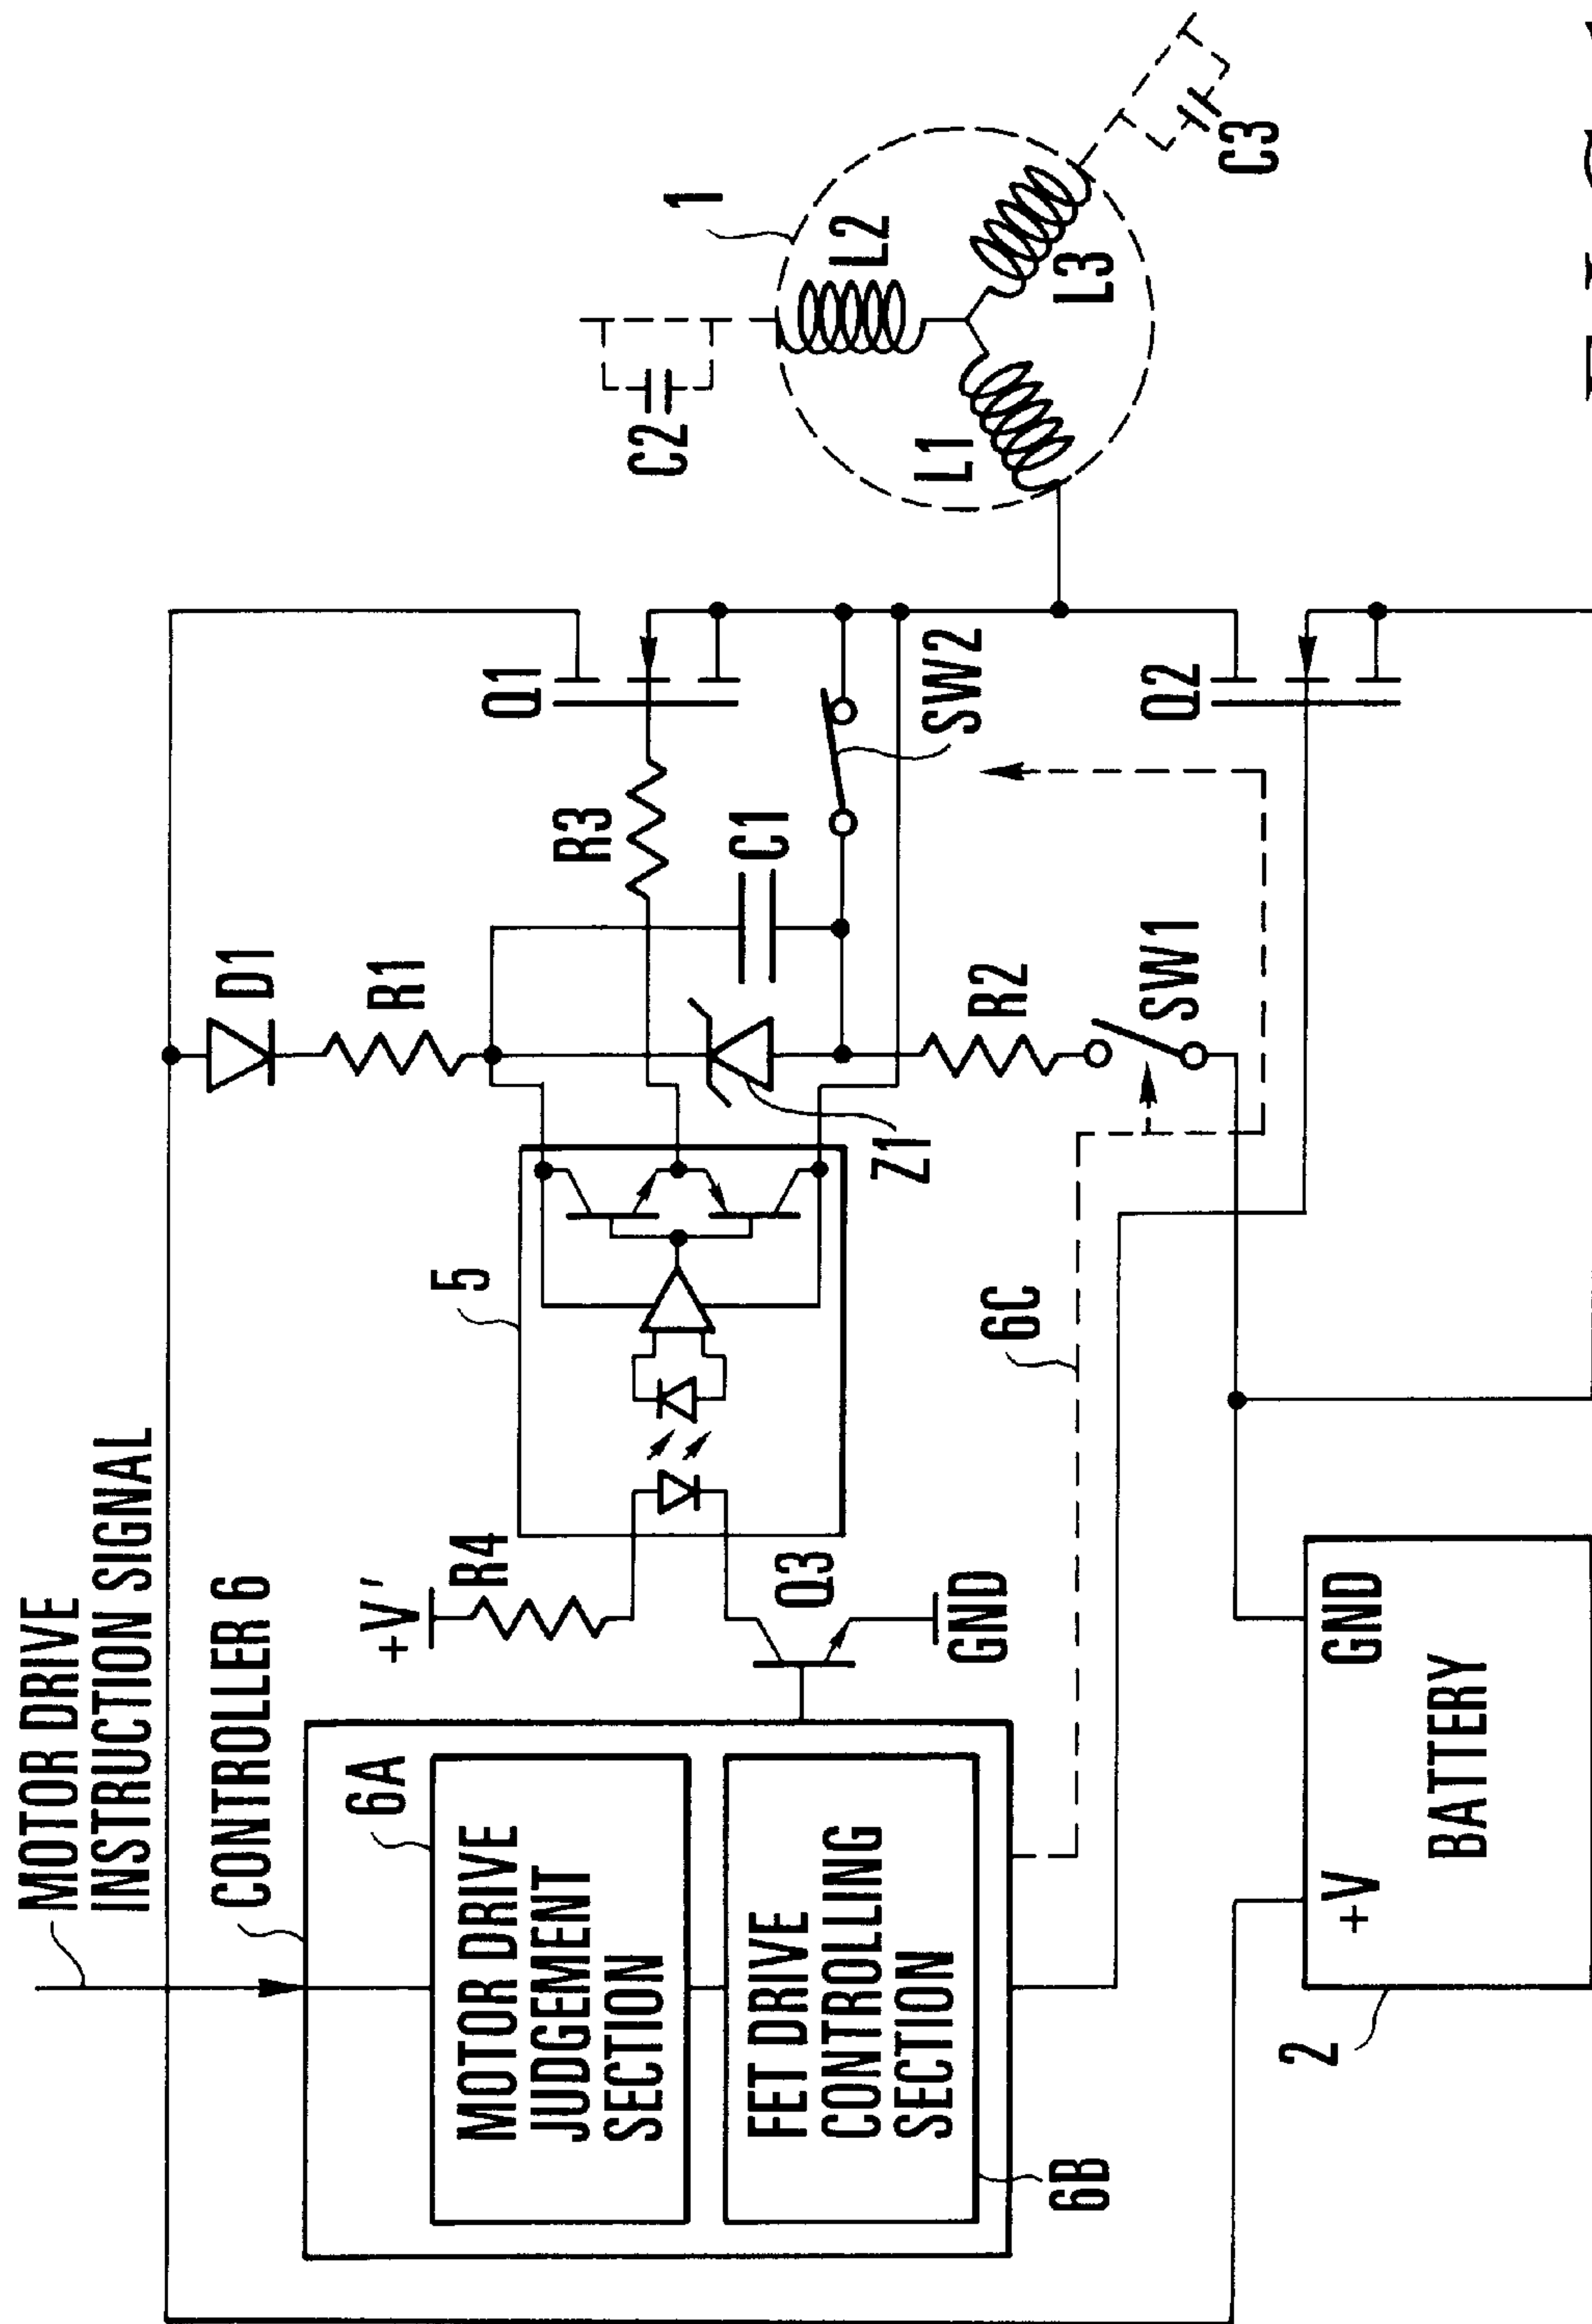 MOTOR DRIVE
INSTRUCTION SIGNAL
CONTROLLER 6
6A
MOTOR DRIVE
JUDGEMENT
SECTION
FET DRIVE
CONTROLLING
SECTION
6B
+V'
R4
Q3
GND
5
6C
D1
R1
R3
C1
Z1
R2
SW1
SW2
Q1
Q2
1
L1
L2
L3
C2
C3
2
+V
GND
BATTERY